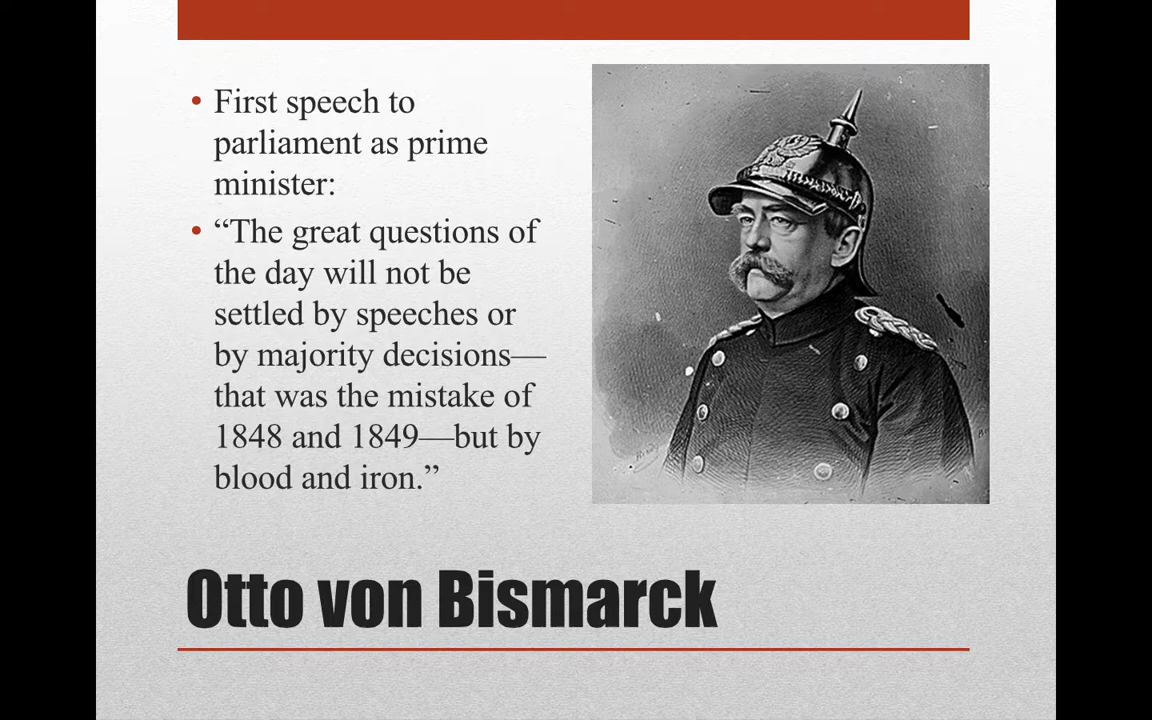 • First speech to
parliament as prime
minister:
• “The great questions of
the day will not be
settled by speeches or
by majority decisions—
that was the mistake of
1848 and 1849—but by
blood and iron.”
Otto von Bismarck